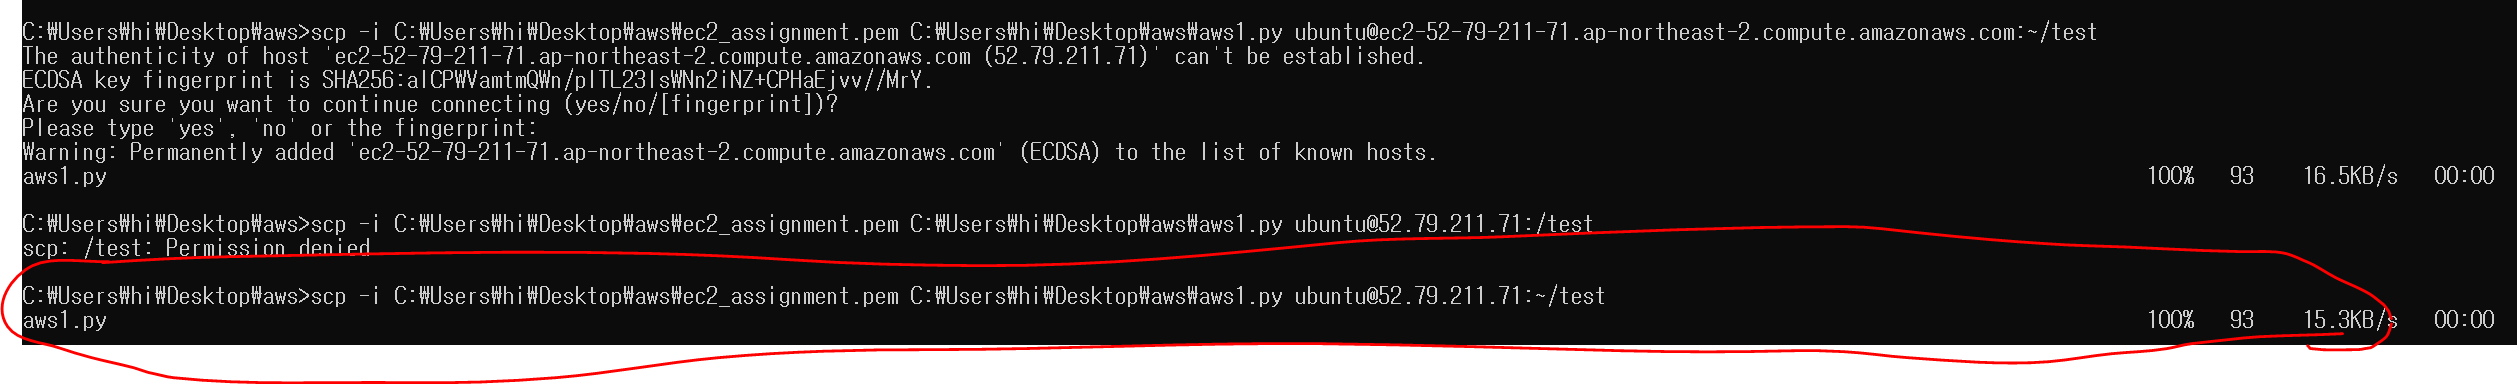 C:₩Users₩hi₩Desktop₩aws>scp -i C:₩Users₩hi₩Desktop₩aws₩ec2_assignment.pem C:₩Users₩hi₩Desktop₩aws₩aws1.py ubuntu@ec2-52-79-211-71.ap-northeast-2.compute.amazonaws.com:~/test
The authenticity of host 'ec2-52-79-211-71.ap-northeast-2.compute.amazonaws.com (52.79.211.71)' can't be established.
ECDSA key fingerprint is SHA256:alCPWVamtmQWn/plTL23lsWNn2iNZ+CPHaEjvv//MrY.
Are you sure you want to continue connecting (yes/no/[fingerprint])?
Please type 'yes', 'no' or the fingerprint:
Warning: Permanently added 'ec2-52-79-211-71.ap-northeast-2.compute.amazonaws.com' (ECDSA) to the list of known hosts.
aws1.py 100% 93 16.5KB/s 00:00
C:₩Users₩hi₩Desktop₩aws>scp -i C:₩Users₩hi₩Desktop₩aws₩ec2_assignment.pem C:₩Users₩hi₩Desktop₩aws₩aws1.py ubuntu@52.79.211.71:/test
scp: /test: Permission denied
C:₩Users₩hi₩Desktop₩aws>scp -i C:₩Users₩hi₩Desktop₩aws₩ec2_assignment.pem C:₩Users₩hi₩Desktop₩aws₩aws1.py ubuntu@52.79.211.71:~/test
aws1.py 100% 93 15.3KB/s 00:00